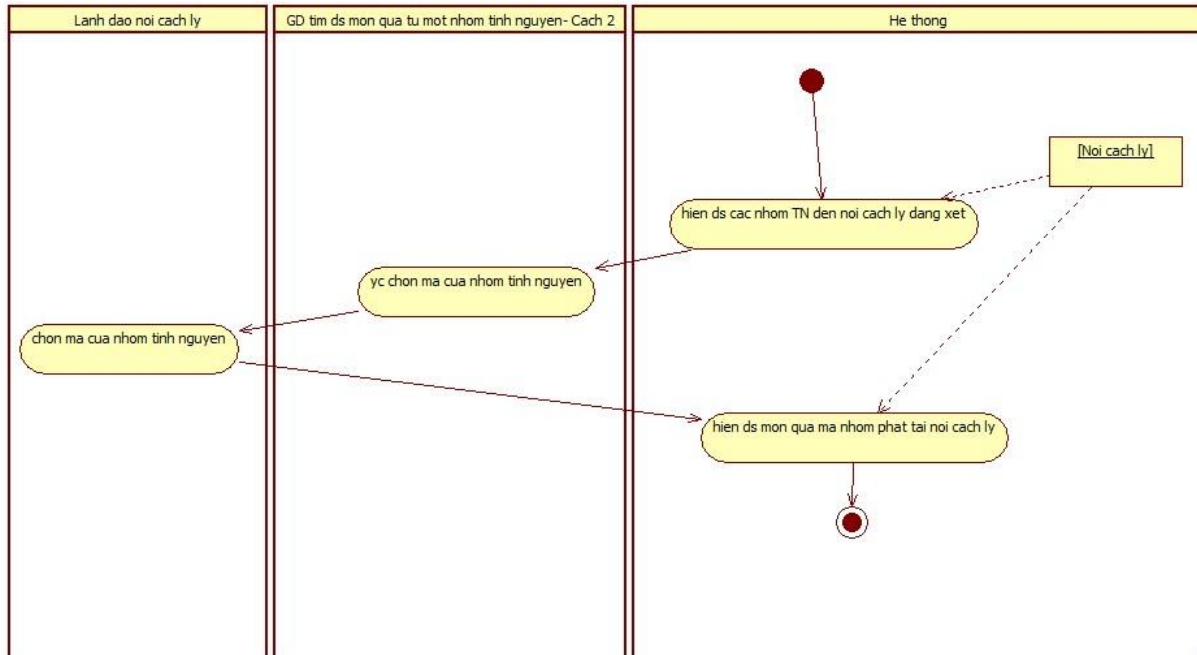 Lanh dao noi cach ly
GD tim ds mon qua tu mot nhom tinh nguyen- Cach 2
He thong
[Noi cach ly]
hien ds cac nhom TN den noi cach ly dang xet
yc chon ma cua nhom tinh nguyen
chon ma cua nhom tinh nguyen
hien ds mon qua ma nhom phat tai noi cach ly